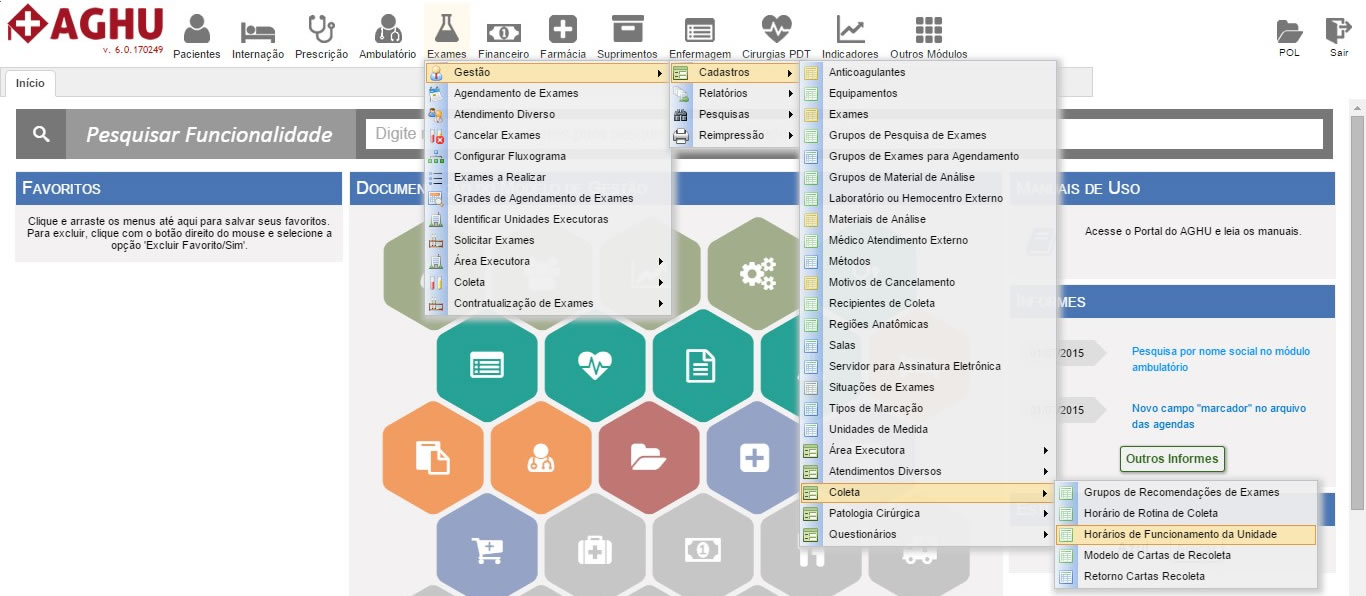 AGHU
v. 6.0.170249
Pacientes
Internação
Prescrição
Ambulatório
Exames
Financeiro
Farmácia
Suprimentos
Enfermagem
Cirurgias PDT
Indicadores
Outros Módulos
POL
Sair
Início
Pesquisar Funcionalidade
Digite
FAVORITOS
Clique e arraste os menus até aqui para salvar seus favoritos.
Para excluir, clique com o botão direito do mouse e selecione a
opção 'Excluir Favorito/Sim'.
Gestão
Agendamento de Exames
Atendimento Diverso
Cancelar Exames
Configurar Fluxograma
Exames a Realizar
Grades de Agendamento de Exames
Identificar Unidades Executoras
Solicitar Exames
Área Executora
Coleta
Contratualização de Exames
Cadastros
Relatórios
Pesquisas
Reimpressão
Anticoagulantes
Equipamentos
Exames
Grupos de Pesquisa de Exames
Grupos de Exames para Agendamento
Grupos de Material de Análise
Laboratório ou Hemocentro Externo
Materiais de Análise
Médico Atendimento Externo
Métodos
Motivos de Cancelamento
Recipientes de Coleta
Regiões Anatômicas
Salas
Servidor para Assinatura Eletrônica
Situações de Exames
Tipos de Marcação
Unidades de Medida
Área Executora
Atendimentos Diversos
Coleta
Patologia Cirúrgica
Questionários
Grupos de Recomendações de Exames
Horário de Rotina de Coleta
Horários de Funcionamento da Unidade
Modelo de Cartas de Recoleta
Retorno Cartas Recoleta
MANUAIS DE USO
Acesse o Portal do AGHU e leia os manuais.
INFORMES
2015
Pesquisa por nome social no módulo
ambulatório
2015
Novo campo "marcador" no arquivo
das agendas
Outros Informes